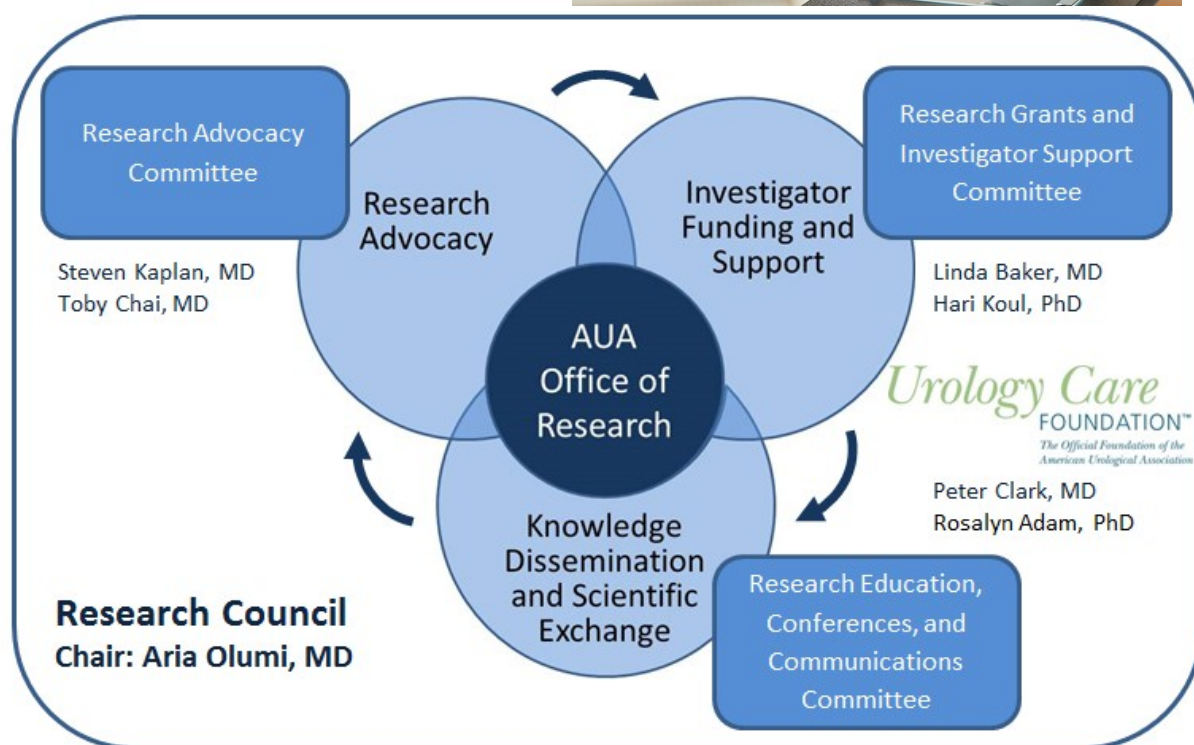 Research Advocacy
Committee
Steven Kaplan, MD
Toby Chai, MD
Research
Advocacy
Investigator
Funding and
Support
Research Grants and
Investigator Support
Committee
Linda Baker, MD
Hari Koul, PhD
AUA
Office of
Research
Urology Care
FOUNDATION™
The Official Foundation of the
American Urological Association
Peter Clark, MD
Rosalyn Adam, PhD
Knowledge
Dissemination
and Scientific
Exchange
Research Education,
Conferences, and
Communications
Committee
Research Council
Chair: Aria Olumi, MD